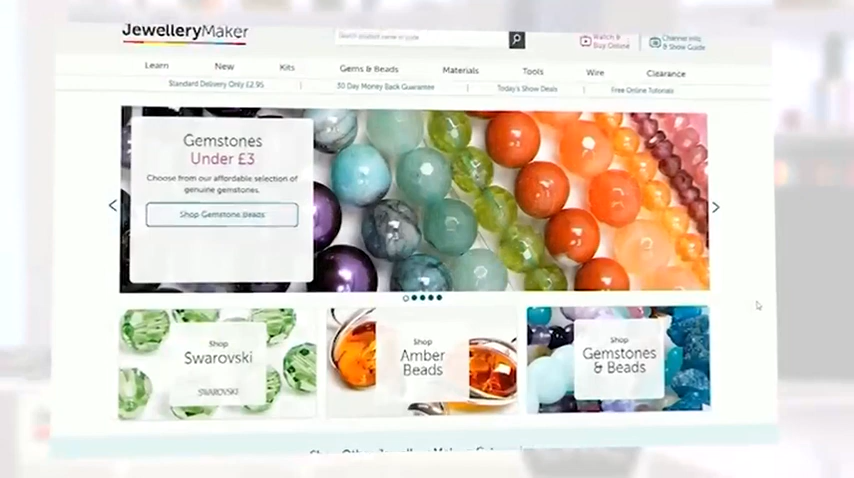 JewelleryMaker
Search product name or code
Watch & Buy Online
Channel Info & Show Guide
Learn New Kits Gems & Beads Materials Tools Wire Clearance
Standard Delivery Only £2.95 | 30 Day Money Back Guarantee | Today's Show Deals | Free Online Tutorials
Gemstones
Under £3
Choose from our affordable selection of
genuine gemstones.
Shop Gemstone Beads
Shop
Swarovski
SWAROVSKI
Shop
Amber
Beads
Shop
Gemstones
& Beads